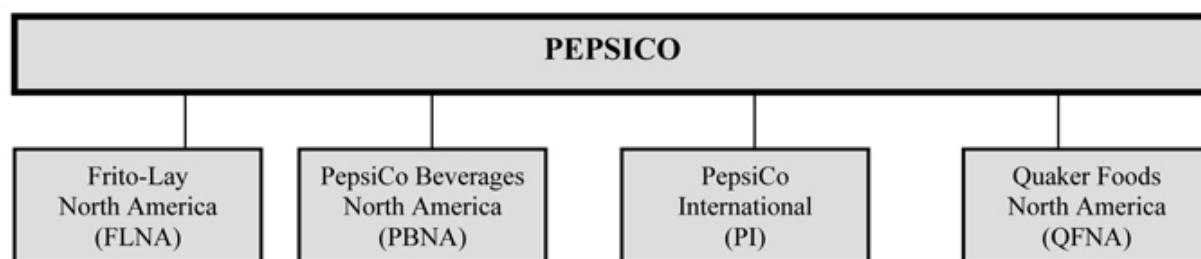 PEPSICO
Frito-Lay
North America
(FLNA)
PepsiCo Beverages
North America
(PBNA)
PepsiCo
International
(PI)
Quaker Foods
North America
(QFNA)